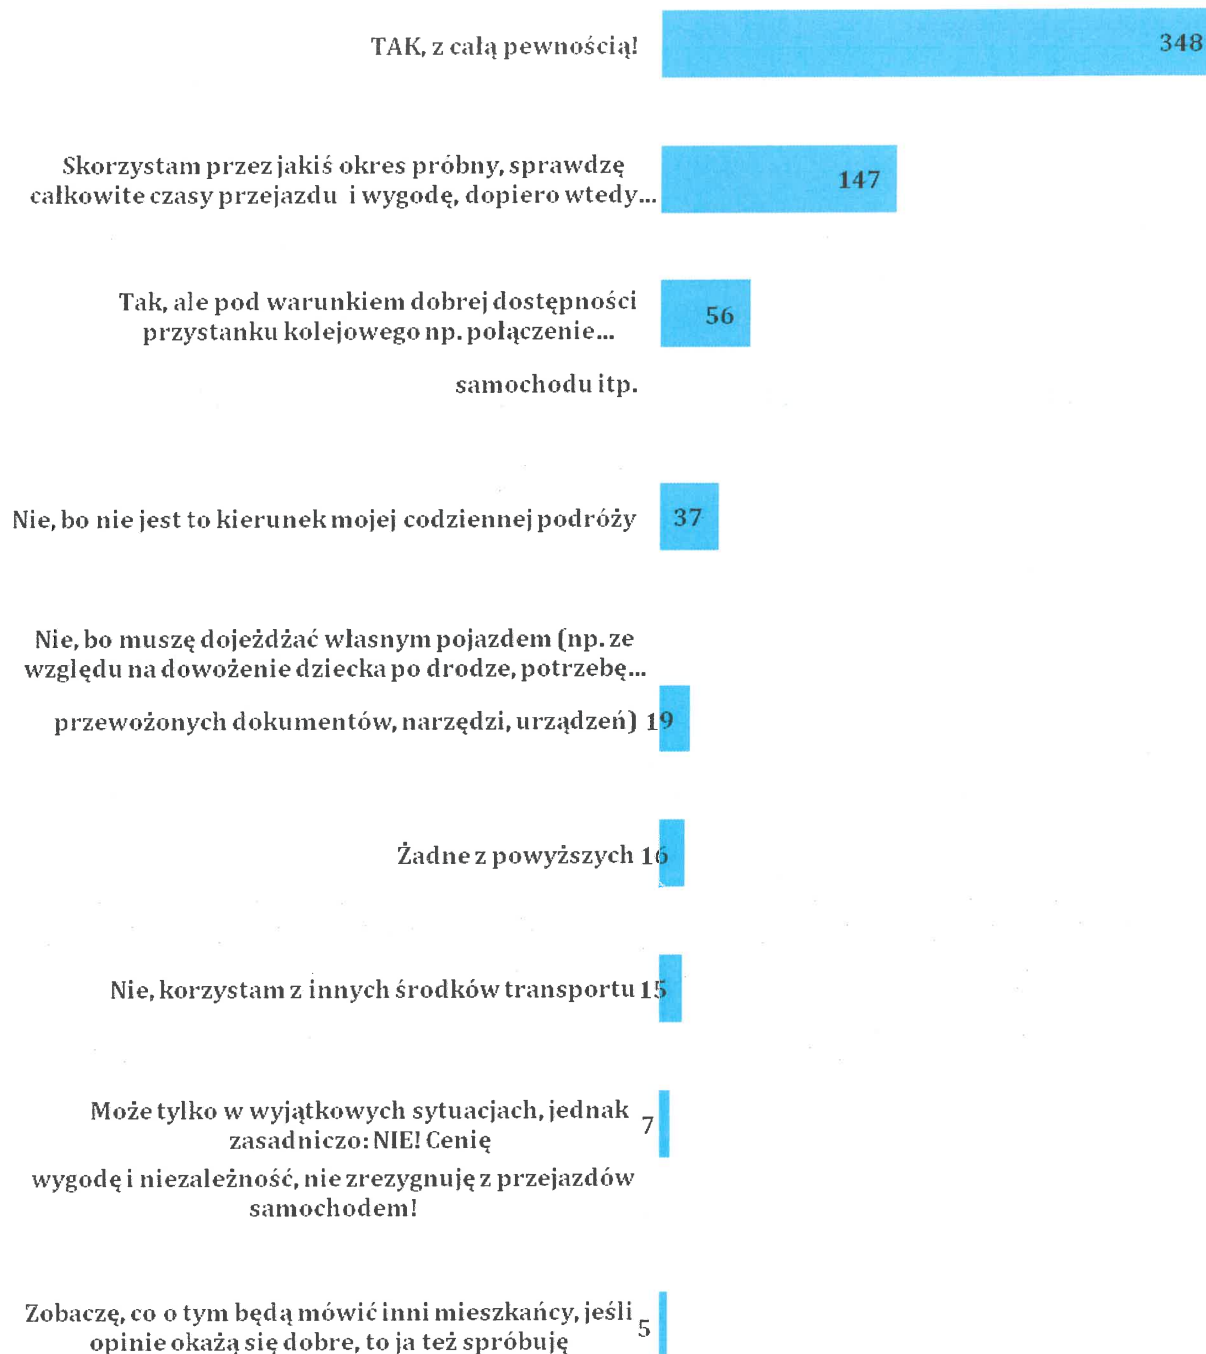 TAK, z całą pewnością!
348
Skorzystam przez jakiś okres próbny, sprawdzę
całkowite czasy przejazdu i wygodę, dopiero wtedy...
147
Tak, ale pod warunkiem dobrej dostępności
przystanku kolejowego np. połączenie...
56
samochodu itp.
Nie, bo nie jest to kierunek mojej codziennej podróży
37
Nie, bo muszę dojeżdżać własnym pojazdem (np. ze
względu na dowożenie dziecka po drodze, potrzebę...
przewożonych dokumentów, narzędzi, urządzeń)
19
Żadne z powyższych
16
Nie, korzystam z innych środków transportu
15
Może tylko w wyjątkowych sytuacjach, jednak
zasadniczo: NIE! Cenię
7
wygodę i niezależność, nie zrezygnuję z przejazdów
samochodem!
Zobaczę, co o tym będą mówić inni mieszkańcy, jeśli
opinie okażą się dobre, to ja też spróbuję
5